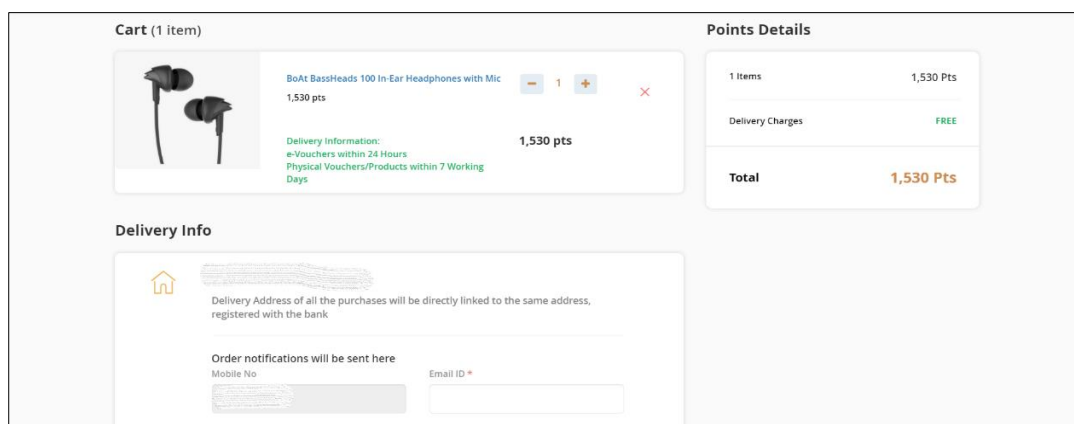 Cart (1 item)
BoAt BassHeads 100 In-Ear Headphones with Mic
1,530 pts
− 1 +
×
Delivery Information:
e-Vouchers within 24 Hours
Physical Vouchers/Products within 7 Working
Days
1,530 pts
Points Details
1 Items 1,530 Pts
Delivery Charges FREE
Total 1,530 Pts
Delivery Info
Delivery Address of all the purchases will be directly linked to the same address,
registered with the bank
Order notifications will be sent here
Mobile No
Email ID *